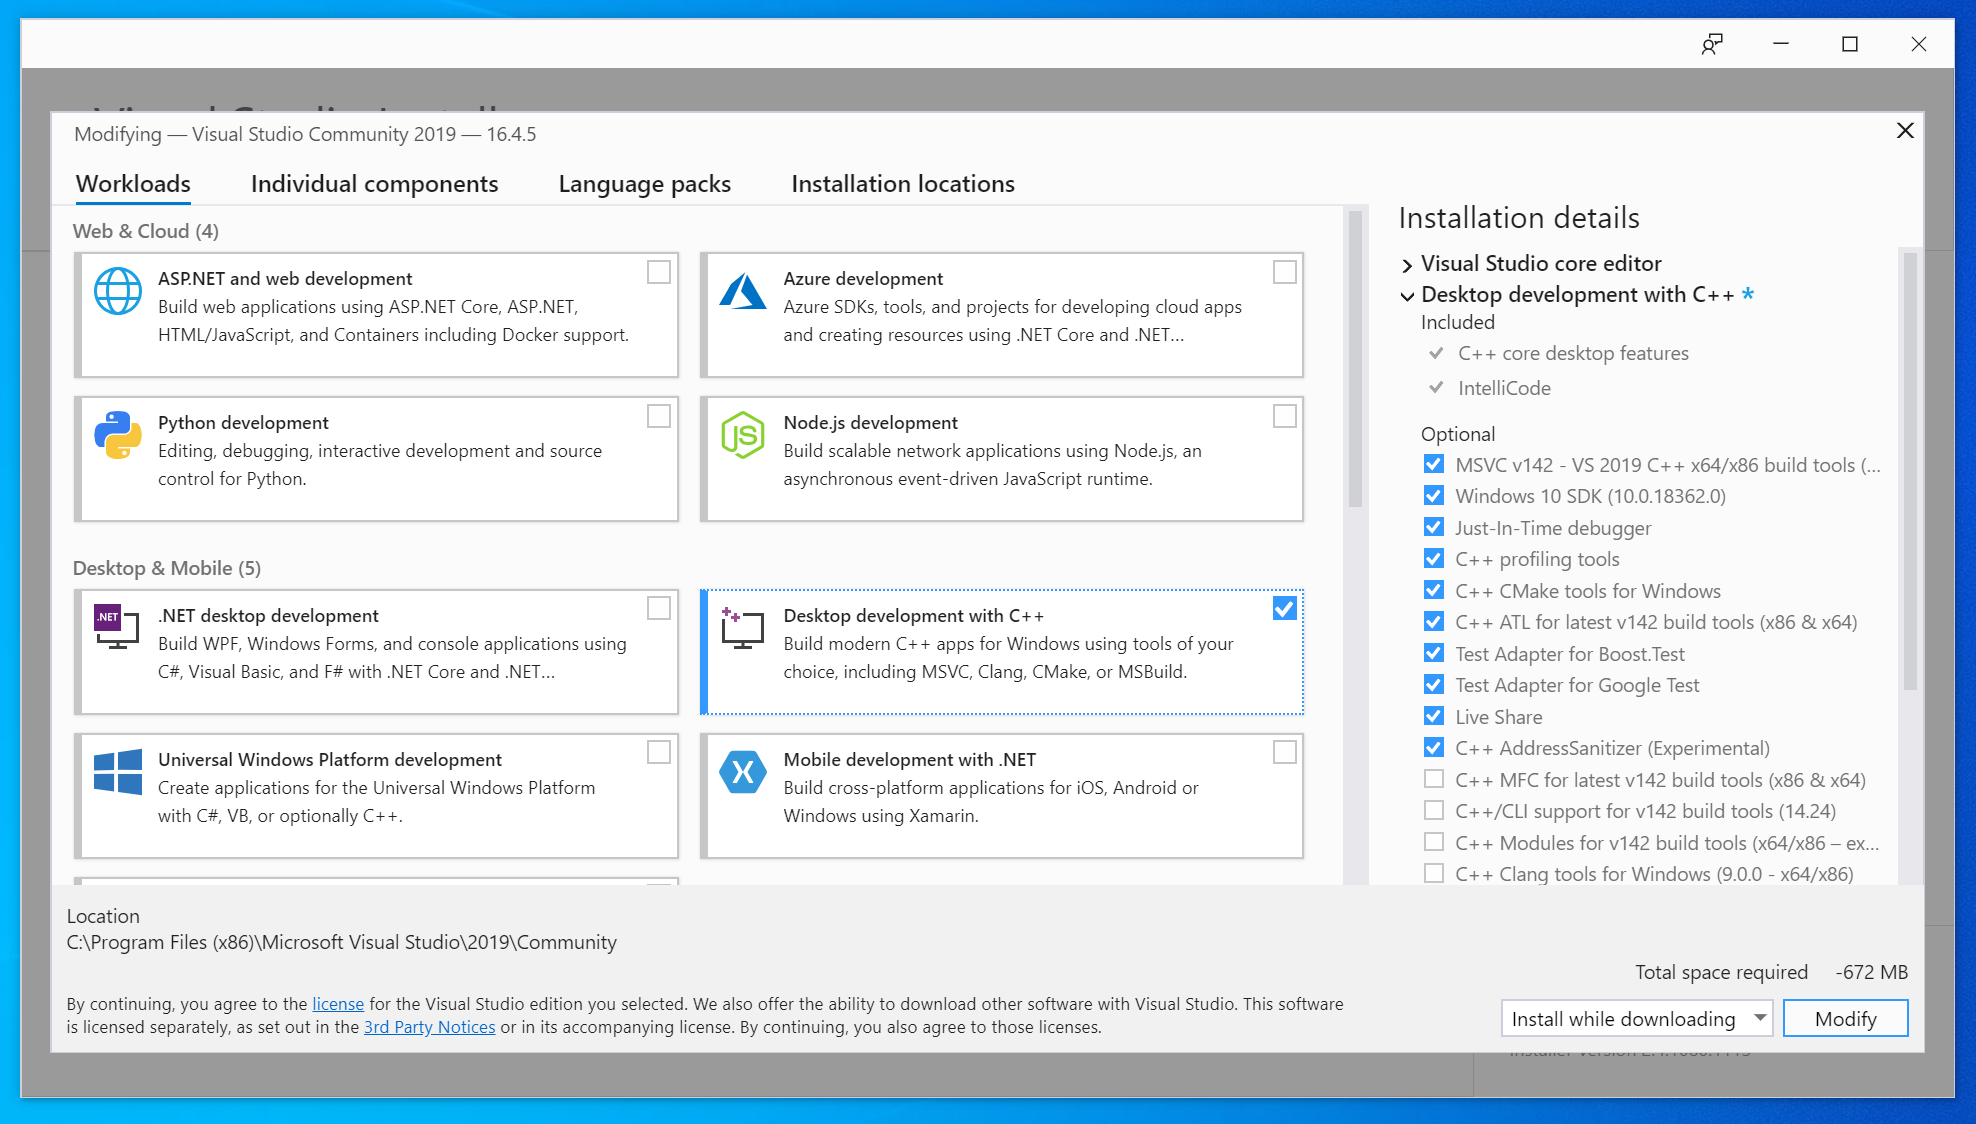 Modifying — Visual Studio Community 2019 — 16.4.5
Workloads
Individual components
Language packs
Installation locations
Web & Cloud (4)
ASP.NET and web development
Build web applications using ASP.NET Core, ASP.NET,
HTML/JavaScript, and Containers including Docker support.
Azure development
Azure SDKs, tools, and projects for developing cloud apps
and creating resources using .NET Core and .NET...
Python development
Editing, debugging, interactive development and source
control for Python.
JS
Node.js development
Build scalable network applications using Node.js, an
asynchronous event-driven JavaScript runtime.
Desktop & Mobile (5)
.NET
.NET desktop development
Build WPF, Windows Forms, and console applications using
C#, Visual Basic, and F# with .NET Core and .NET...
Desktop development with C++
Build modern C++ apps for Windows using tools of your
choice, including MSVC, Clang, CMake, or MSBuild.
Universal Windows Platform development
Create applications for the Universal Windows Platform
with C#, VB, or optionally C++.
Mobile development with .NET
Build cross-platform applications for iOS, Android or
Windows using Xamarin.
Installation details
Visual Studio core editor
Desktop development with C++ *
Included
C++ core desktop features
IntelliCode
Optional
MSVC v142 - VS 2019 C++ x64/x86 build tools (...
Windows 10 SDK (10.0.18362.0)
Just-In-Time debugger
C++ profiling tools
C++ CMake tools for Windows
C++ ATL for latest v142 build tools (x86 & x64)
Test Adapter for Boost.Test
Test Adapter for Google Test
Live Share
C++ AddressSanitizer (Experimental)
C++ MFC for latest v142 build tools (x86 & x64)
C++/CLI support for v142 build tools (14.24)
C++ Modules for v142 build tools (x64/x86 – ex...
C++ Clang tools for Windows (9.0.0 - x64/x86)
Location
C:\Program Files (x86)\Microsoft Visual Studio\2019\Community
Total space required -672 MB
By continuing, you agree to the license for the Visual Studio edition you selected. We also offer the ability to download other software with Visual Studio. This software
is licensed separately, as set out in the 3rd Party Notices or in its accompanying license. By continuing, you also agree to those licenses.
Install while downloading
Modify